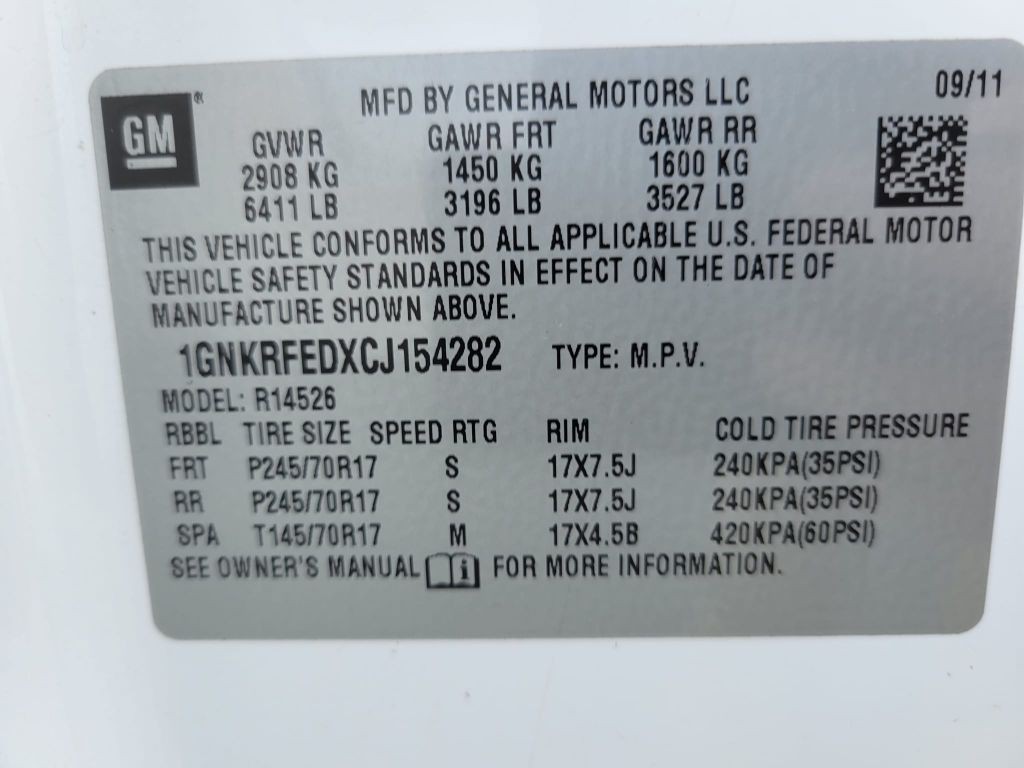 GM®
MFD BY GENERAL MOTORS LLC 09/11
GVWR GAWR FRT GAWR RR
2908 KG 1450 KG 1600 KG
6411 LB 3196 LB 3527 LB
THIS VEHICLE CONFORMS TO ALL APPLICABLE U.S. FEDERAL MOTOR
VEHICLE SAFETY STANDARDS IN EFFECT ON THE DATE OF
MANUFACTURE SHOWN ABOVE.
1GNKRFEDXCJ154282 TYPE: M.P.V.
MODEL: R14526
RBBL TIRE SIZE SPEED RTG RIM COLD TIRE PRESSURE
FRT P245/70R17 S 17X7.5J 240KPA(35PSI)
RR P245/70R17 S 17X7.5J 240KPA(35PSI)
SPA T145/70R17 M 17X4.5B 420KPA(60PSI)
SEE OWNER'S MANUAL i FOR MORE INFORMATION.